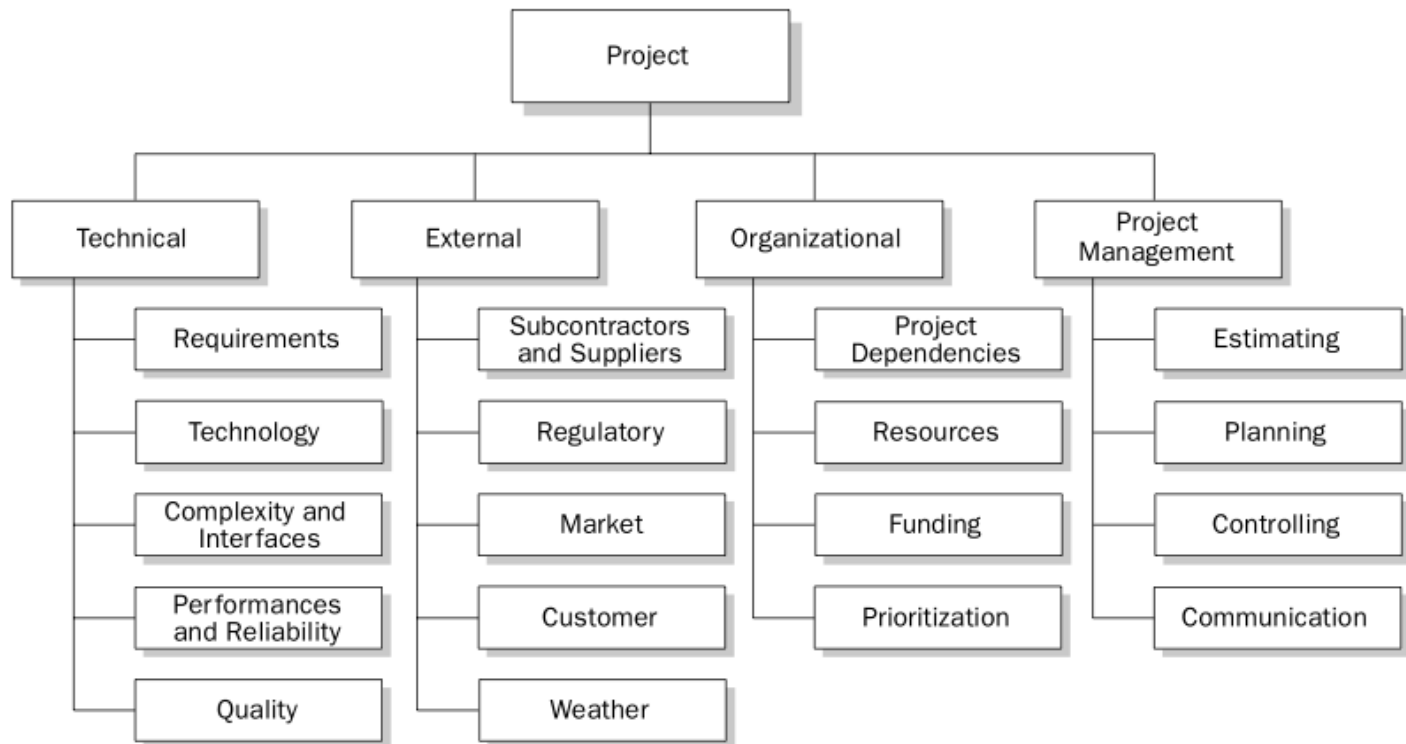 Project
Technical
External
Organizational
Project
Management
Requirements
Subcontractors
and Suppliers
Project
Dependencies
Estimating
Technology
Regulatory
Resources
Planning
Complexity and
Interfaces
Market
Funding
Controlling
Performances
and Reliability
Customer
Prioritization
Communication
Quality
Weather